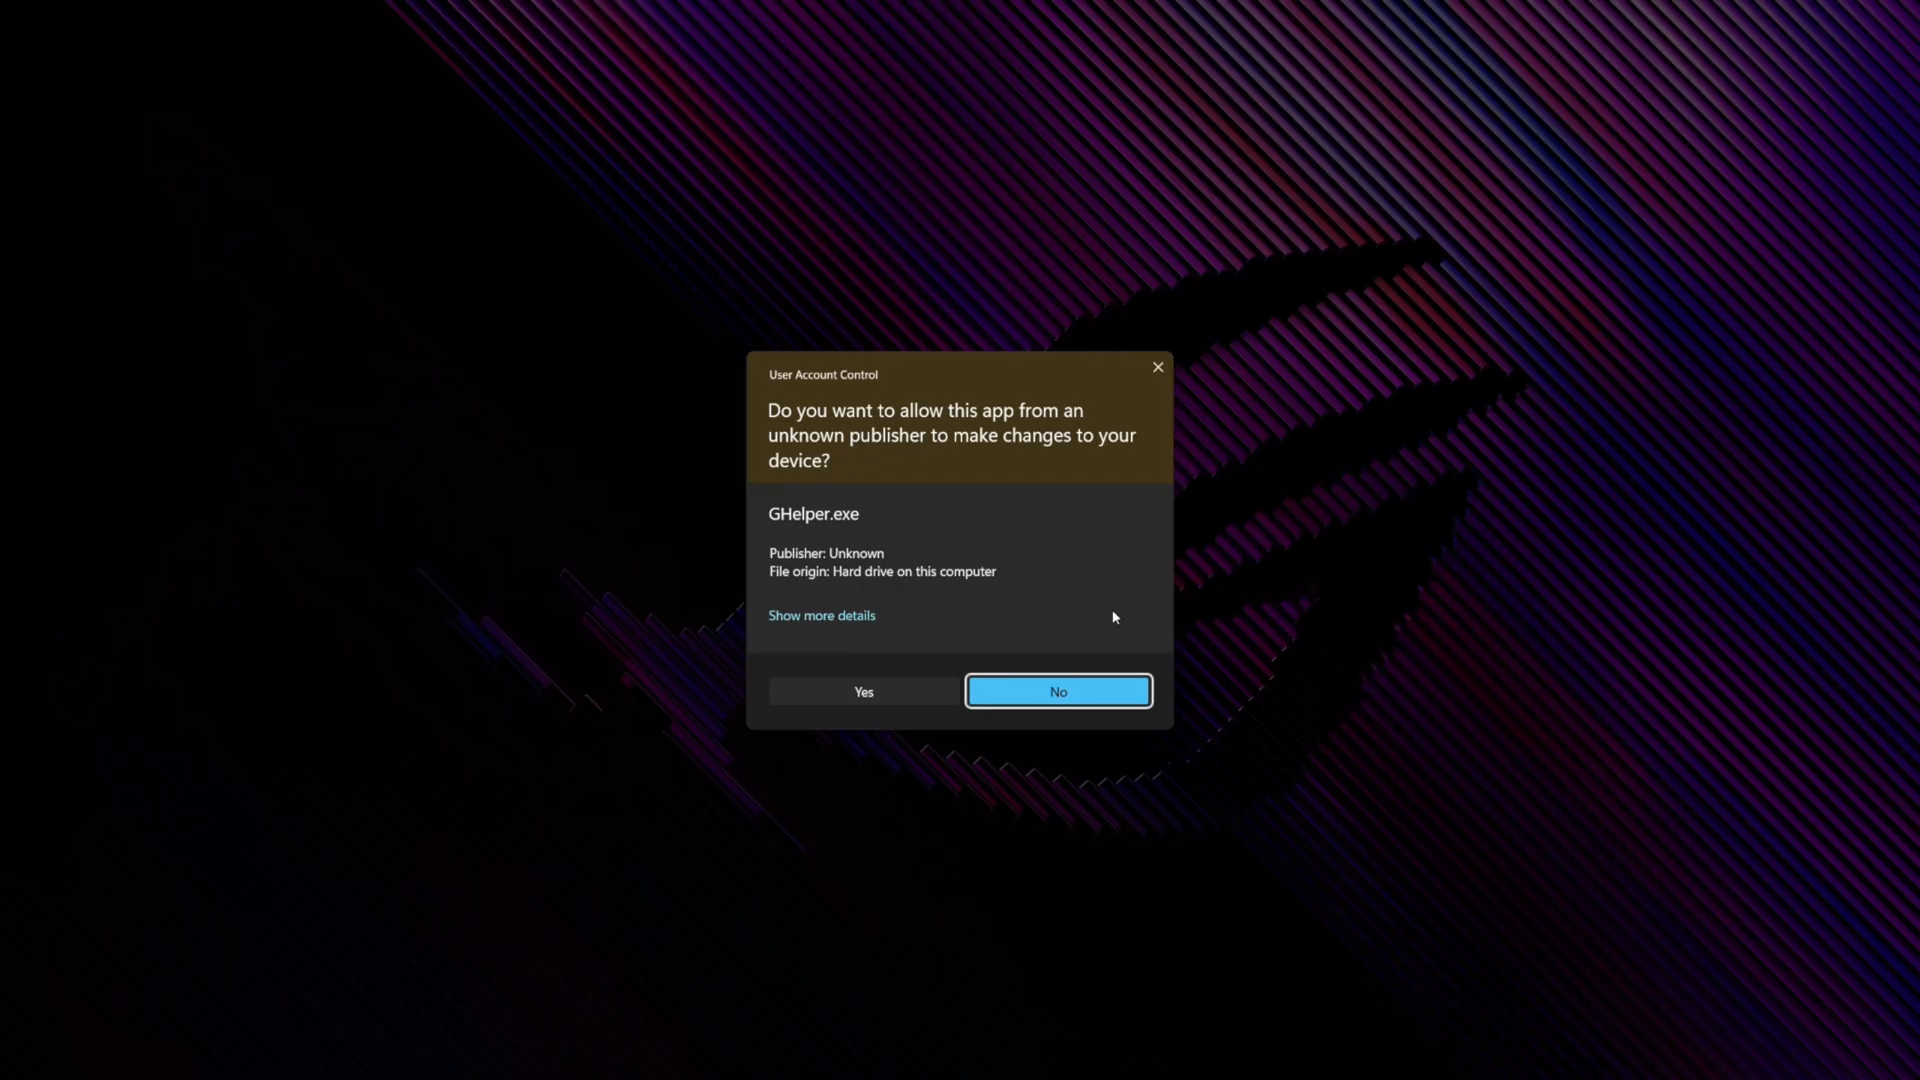 User Account Control
Do you want to allow this app from an
unknown publisher to make changes to your
device?
GHelper.exe
Publisher: Unknown
File origin: Hard drive on this computer
Show more details
Yes
No